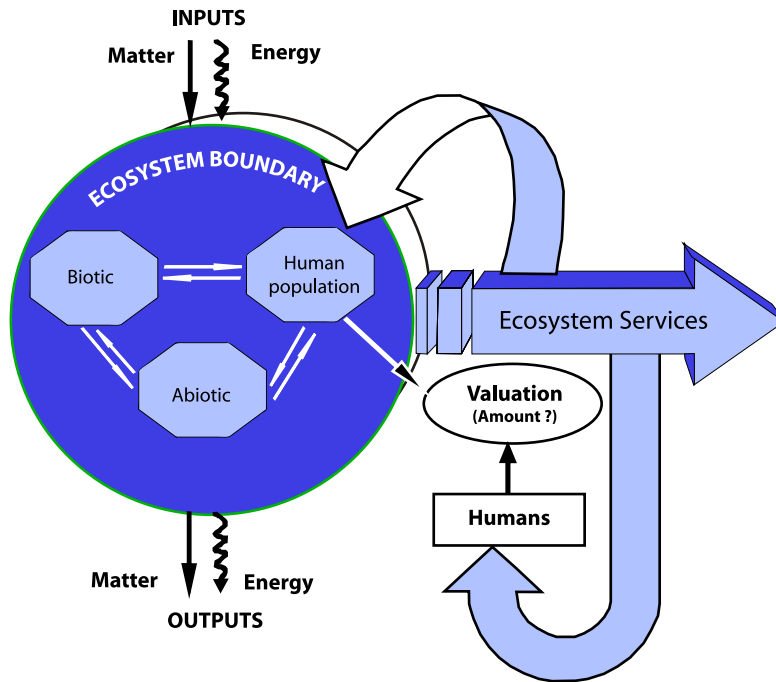 INPUTS
Matter
Energy
ECOSYSTEM BOUNDARY
Biotic
Human
population
Abiotic
Ecosystem Services
Valuation
(Amount ?)
Humans
Matter
Energy
OUTPUTS